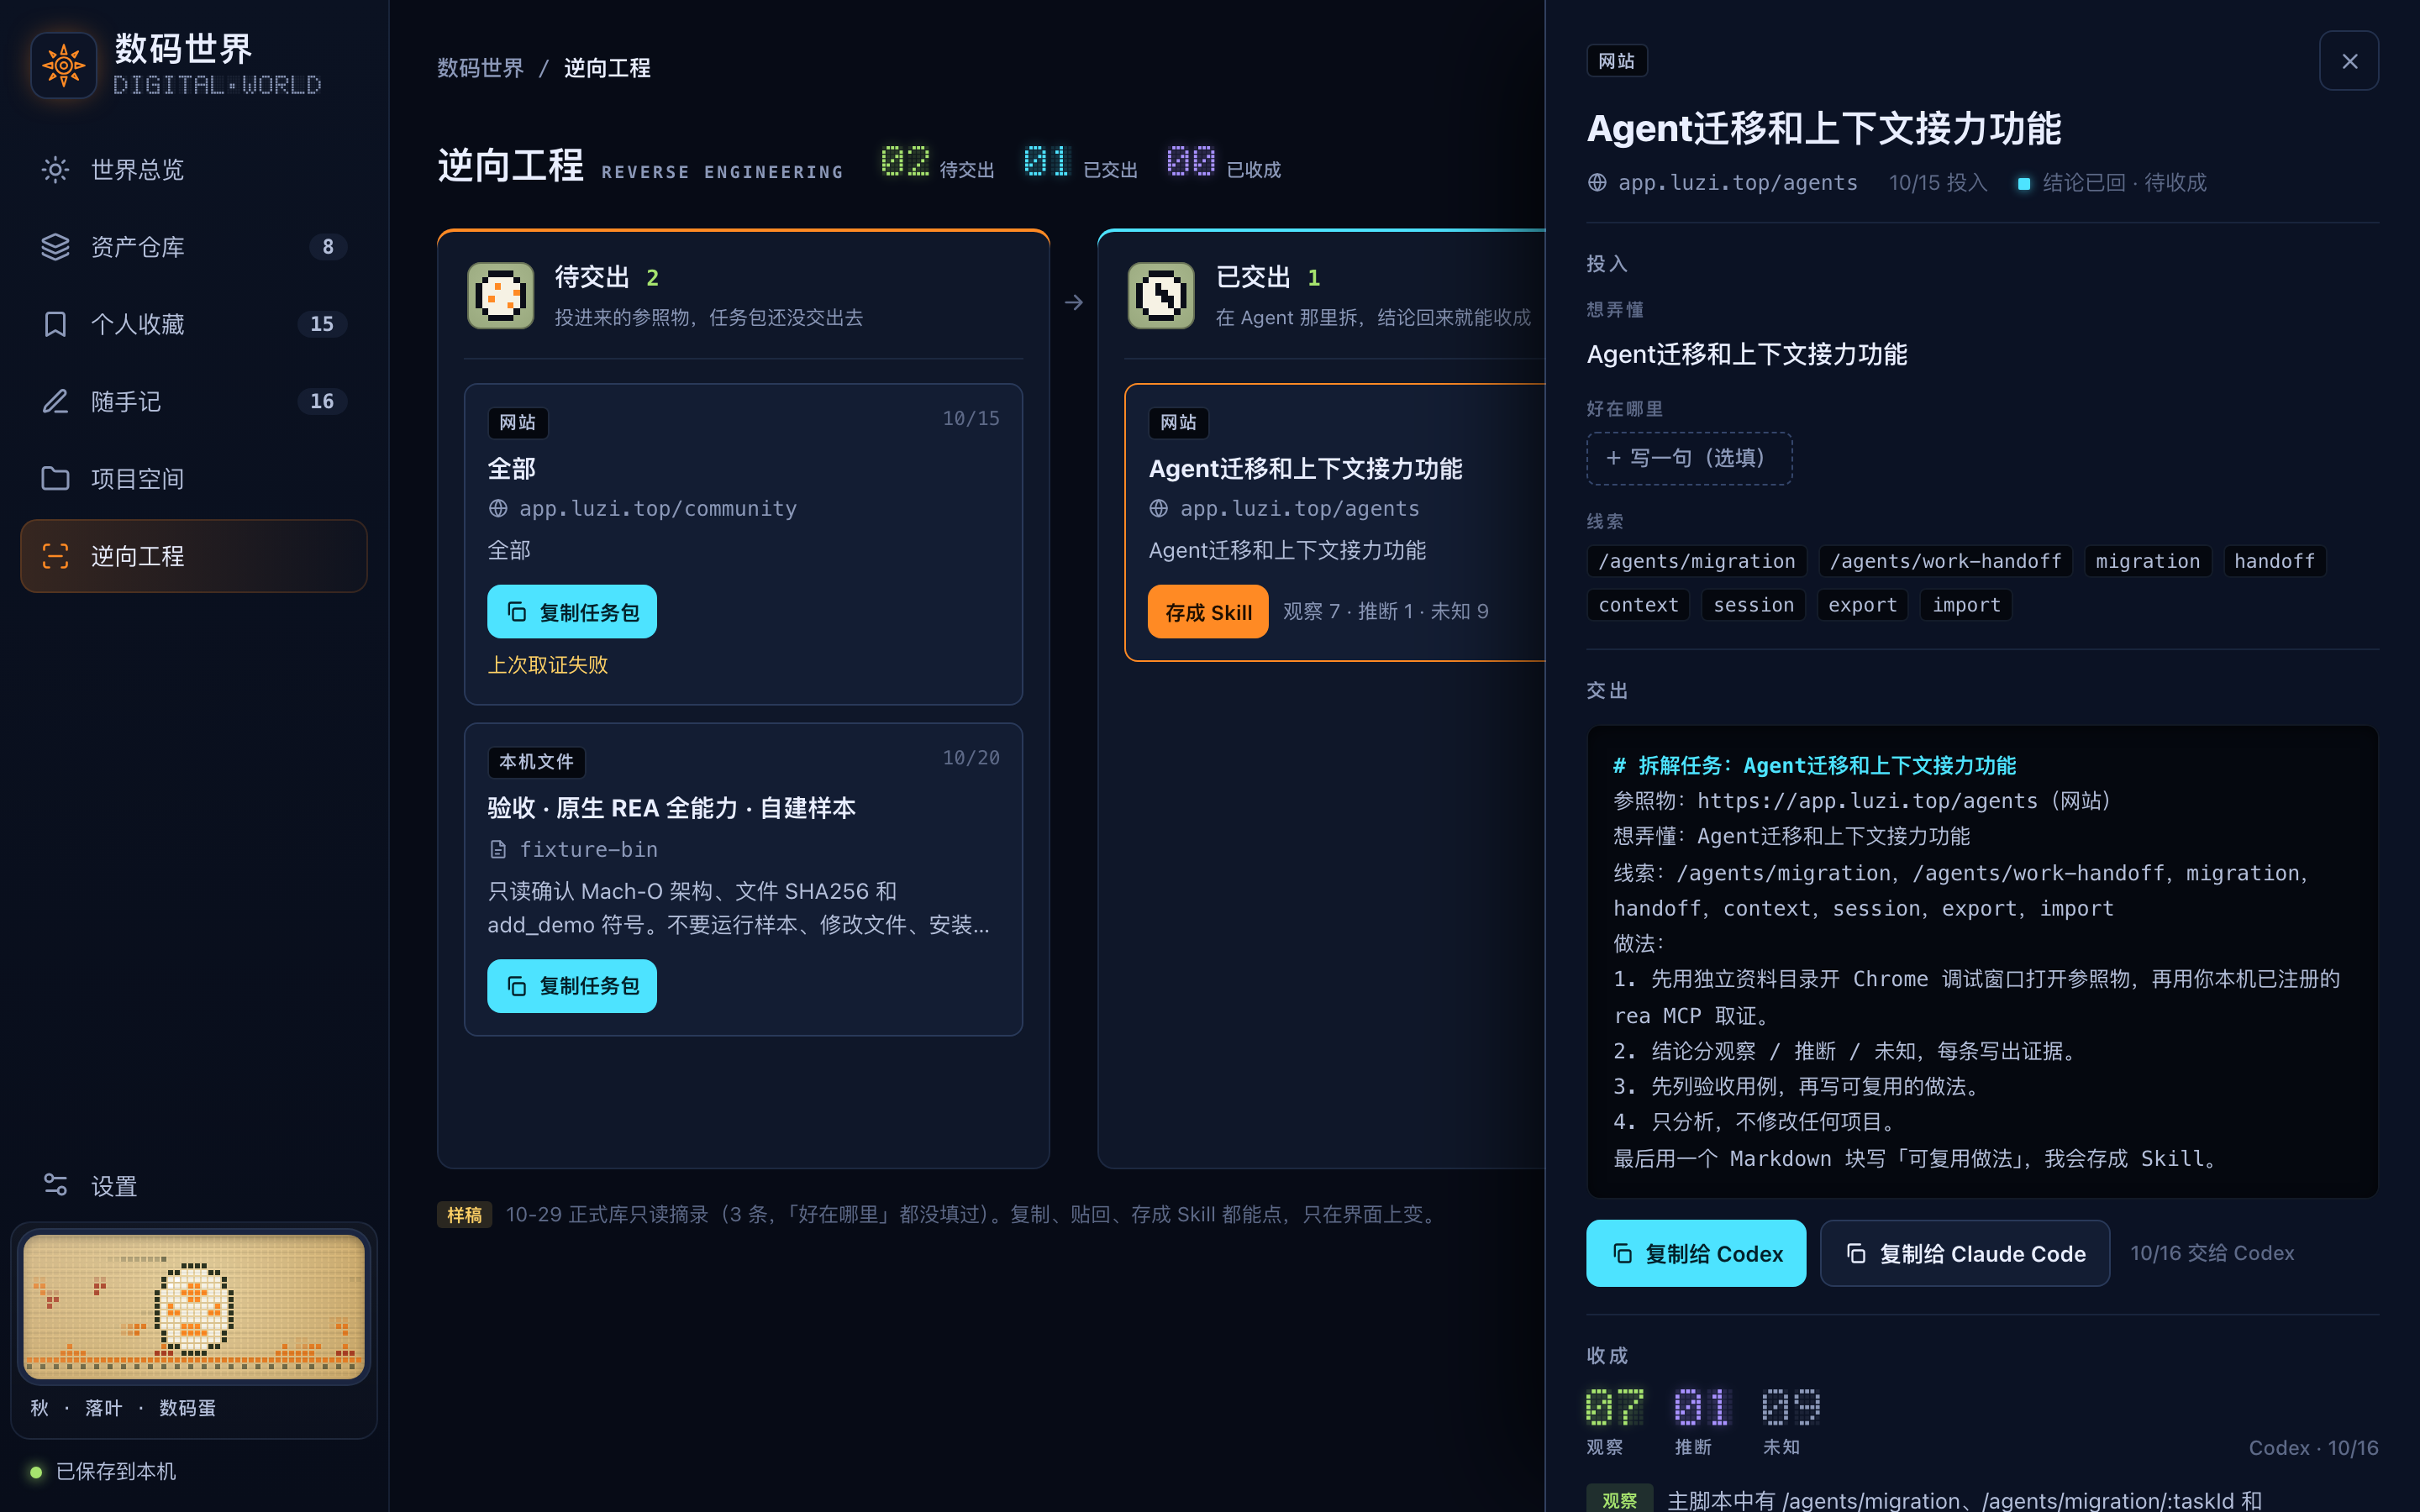 数码世界
DIGITAL·WORLD
世界总览
资产仓库 8
个人收藏 15
随手记 16
项目空间
逆向工程
设置
秋 · 落叶 · 数码蛋
已保存到本机
数码世界 / 逆向工程
逆向工程 REVERSE ENGINEERING 02 待交出 01 已交出 00 已收成
待交出 2
投进来的参照物，任务包还没交出去
网站 10/15
全部
app.luzi.top/community
全部
复制任务包
上次取证失败
本机文件 10/20
验收 · 原生 REA 全能力 · 自建样本
fixture-bin
只读确认 Mach-O 架构、文件 SHA256 和
add_demo 符号。不要运行样本、修改文件、安装...
复制任务包
已交出 1
在 Agent 那里拆，结论回来就能收成
网站
Agent迁移和上下文接力功能
app.luzi.top/agents
Agent迁移和上下文接力功能
存成 Skill 观察 7 · 推断 1 · 未知 9
样稿 10-29 正式库只读摘录（3 条，「好在哪里」都没填过）。复制、贴回、存成 Skill 都能点，只在界面上变。
网站
Agent迁移和上下文接力功能
app.luzi.top/agents 10/15 投入 结论已回 · 待收成
投入
想弄懂
Agent迁移和上下文接力功能
好在哪里
+ 写一句（选填）
线索
/agents/migration /agents/work-handoff migration handoff
context session export import
交出
# 拆解任务：Agent迁移和上下文接力功能
参照物：https://app.luzi.top/agents（网站）
想弄懂：Agent迁移和上下文接力功能
线索：/agents/migration，/agents/work-handoff，migration，
handoff，context，session，export，import
做法：
1. 先用独立资料目录开 Chrome 调试窗口打开参照物，再用你本机已注册的
rea MCP 取证。
2. 结论分观察 / 推断 / 未知，每条写出证据。
3. 先列验收用例，再写可复用的做法。
4. 只分析，不修改任何项目。
最后用一个 Markdown 块写「可复用做法」，我会存成 Skill。
复制给 Codex 复制给 Claude Code 10/16 交给 Codex
收成
07 01 09
观察 推断 未知 Codex · 10/16
观察 主脚本中有 /agents/migration、/agents/migration/:taskId 和